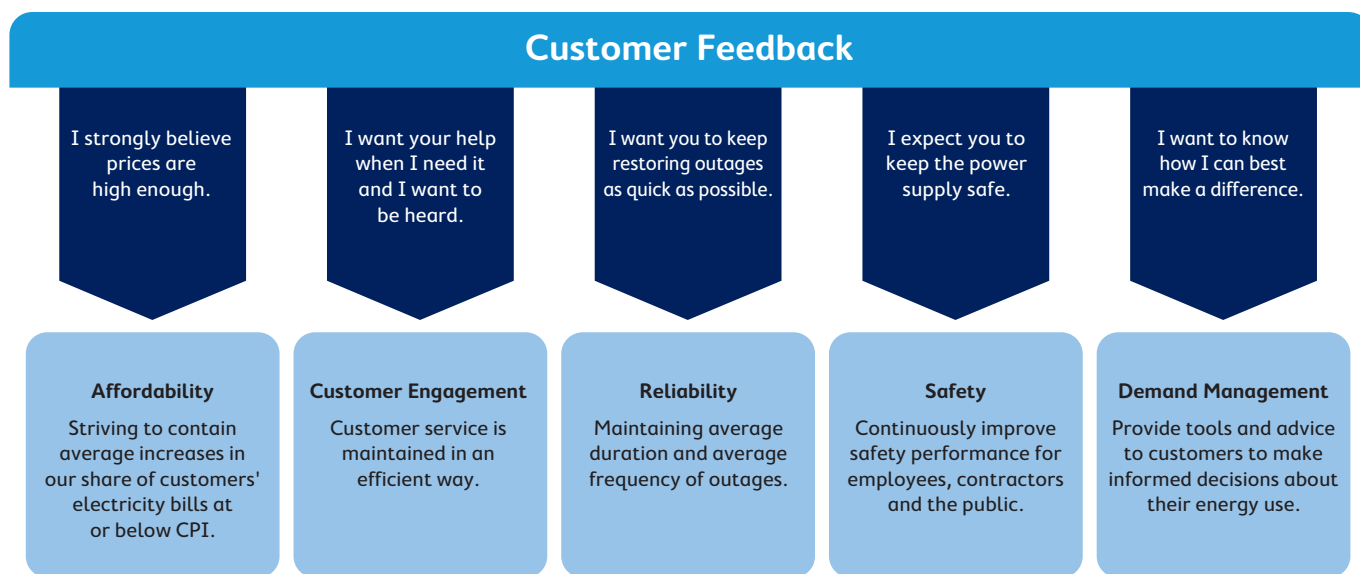 Customer Feedback
I strongly believe
prices are
high enough.
I want your help
when I need it
and I want to
be heard.
I want you to keep
restoring outages
as quick as possible.
I expect you to
keep the power
supply safe.
I want to know
how I can best
make a difference.
Affordability
Striving to contain
average increases in
our share of customers'
electricity bills at
or below CPI.
Customer Engagement
Customer service is
maintained in an
efficient way.
Reliability
Maintaining average
duration and average
frequency of outages.
Safety
Continuously improve
safety performance for
employees, contractors
and the public.
Demand Management
Provide tools and advice
to customers to make
informed decisions about
their energy use.